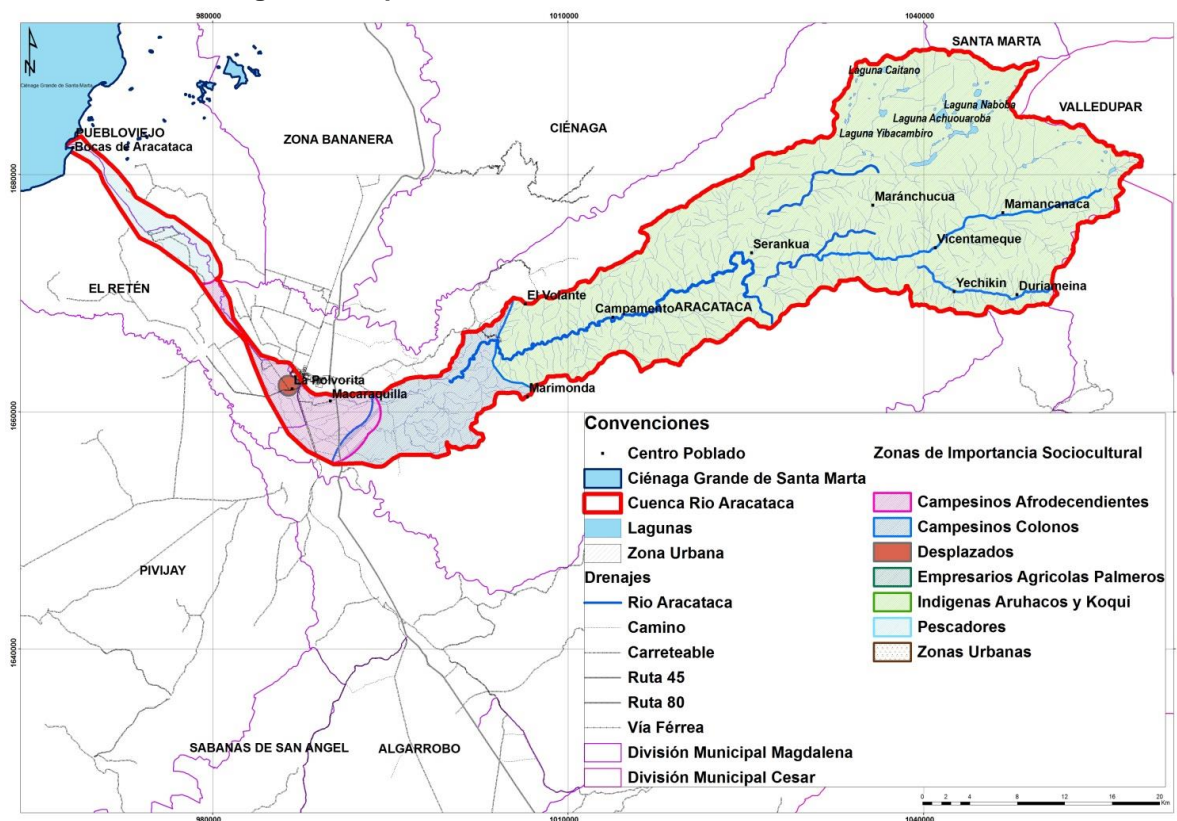 980000
1010000
1040000
SANTA MARTA
Laguna Caitano
Ciénaga Grande de Santa Marta
Laguna Naboba
VALLEDUPAR
Laguna Achuouaroba
PUEBLOVIEJO
ZONA BANANERA
CIÉNAGA
Laguna Yibacambiro
Bocas de Aracataca
1680000
Maránchucua
Mamancanaca
Serankua
Vicentameque
EL RETÉN
El Volante
Yechikin
Duriameina
Campamento
ARACATACA
La Polvorita
Macaraquilla
Marimonda
1660000
Convenciones
Centro Poblado
Ciénaga Grande de Santa Marta
Cuenca Rio Aracataca
Lagunas
Zona Urbana
Drenajes
Rio Aracataca
Camino
Carreteable
Ruta 45
Ruta 80
Vía Férrea
División Municipal Magdalena
División Municipal Cesar
Zonas de Importancia Sociocultural
Campesinos Afrodecendientes
Campesinos Colonos
Desplazados
Empresarios Agricolas Palmeros
Indigenas Aruhacos y Koqui
Pescadores
Zonas Urbanas
PIVIJAY
1640000
SABANAS DE SAN ANGEL
ALGARROBO
0 2 4 8 12 16 20
Km
980000
1010000
1040000